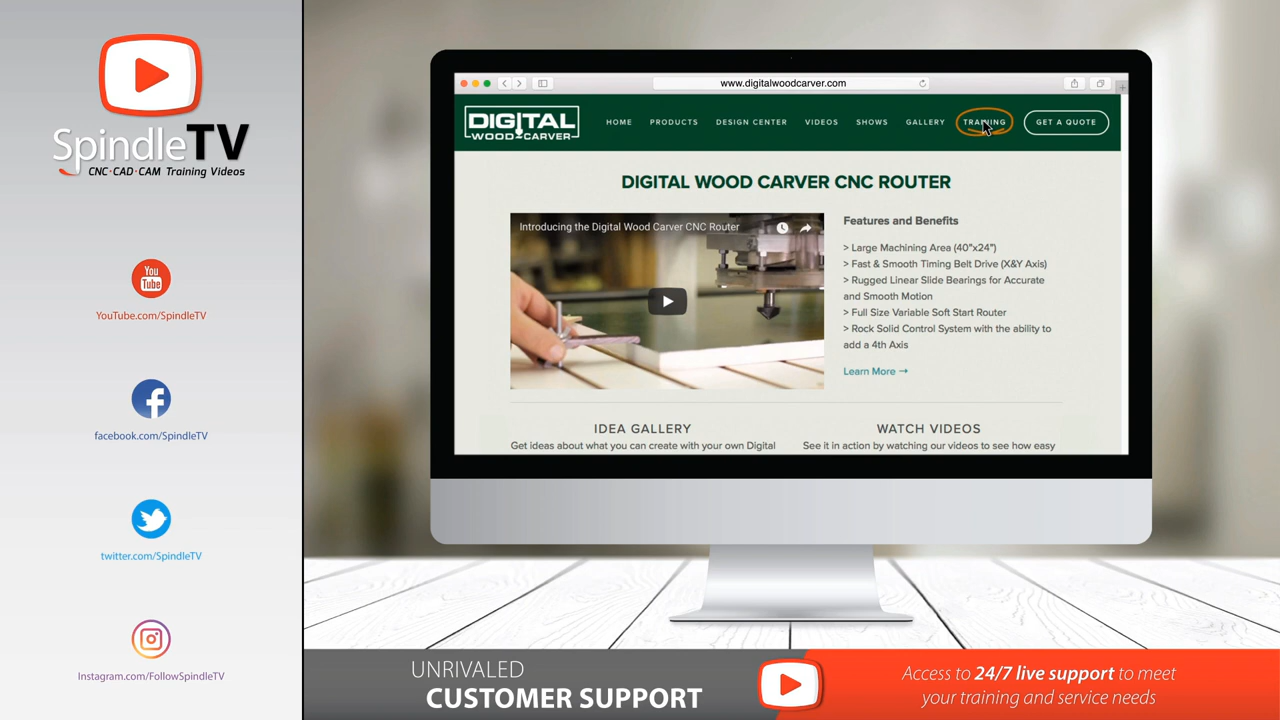 SpindleTV
CNC·CAD·CAM Training Videos
You
Tube
YouTube.com/SpindleTV
facebook.com/SpindleTV
twitter.com/SpindleTV
Instagram.com/FollowSpindleTV
www.digitalwoodcarver.com
DIGITAL
WOOD CARVER
HOME PRODUCTS DESIGN CENTER VIDEOS SHOWS GALLERY TRAINING GET A QUOTE
DIGITAL WOOD CARVER CNC ROUTER
Introducing the Digital Wood Carver CNC Router
Features and Benefits
> Large Machining Area (40"x24")
> Fast & Smooth Timing Belt Drive (X&Y Axis)
> Rugged Linear Slide Bearings for Accurate
and Smooth Motion
> Full Size Variable Soft Start Router
> Rock Solid Control System with the ability to
add a 4th Axis
Learn More →
IDEA GALLERY
Get ideas about what you can create with your own Digital
WATCH VIDEOS
See it in action by watching our videos to see how easy
UNRIVALED
CUSTOMER SUPPORT
Access to 24/7 live support to meet
your training and service needs